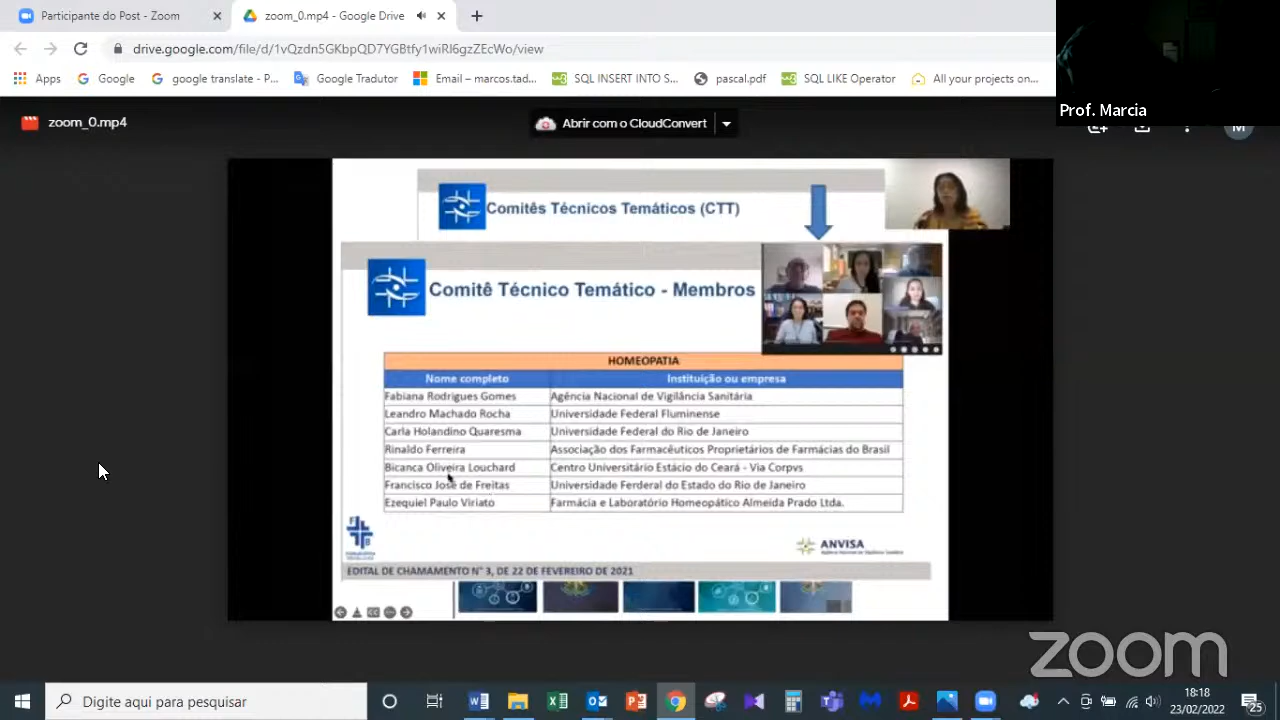 Participante do Post - Zoom
zoom_0.mp4 - Google Drive
drive.google.com/file/d/1vQzdn5GKbpQD7YGBtfy1wiRl6gzZEcWo/view
Apps Google google translate - P... Google Tradutor Email – marcos.tad... SQL INSERT INTO S... pascal.pdf SQL LIKE Operator All your projects on...
Prof. Marcia
zoom_0.mp4
Abrir com o CloudConvert
M
Comitês Técnicos Temáticos (CTT)
Comitê Técnico Temático - Membros
HOMEOPATIA
Nome completo Instituição ou empresa
Fabiana Rodrigues Gomes Agência Nacional de Vigilância Sanitária
Leandro Machado Rocha Universidade Federal Fluminense
Carla Holandino Quaresma Universidade Federal do Rio de Janeiro
Rinaldo Ferreira Associação dos Farmacêuticos Proprietários de Farmácias do Brasil
Bicanca Oliveira Louchard Centro Universitário Estácio do Ceará - Via Corpvs
Francisco José de Freitas Universidade Ferderal do Estado do Rio de Janeiro
Ezequiel Paulo Viriato Farmácia e Laboratório Homeopático Almeida Prado Ltda.
ANVISA
Agência Nacional de Vigilância Sanitária
EDITAL DE CHAMAMENTO N° 3, DE 22 DE FEVEREIRO DE 2021
zoom
Digite aqui para pesquisar
18:18
23/02/2022
25